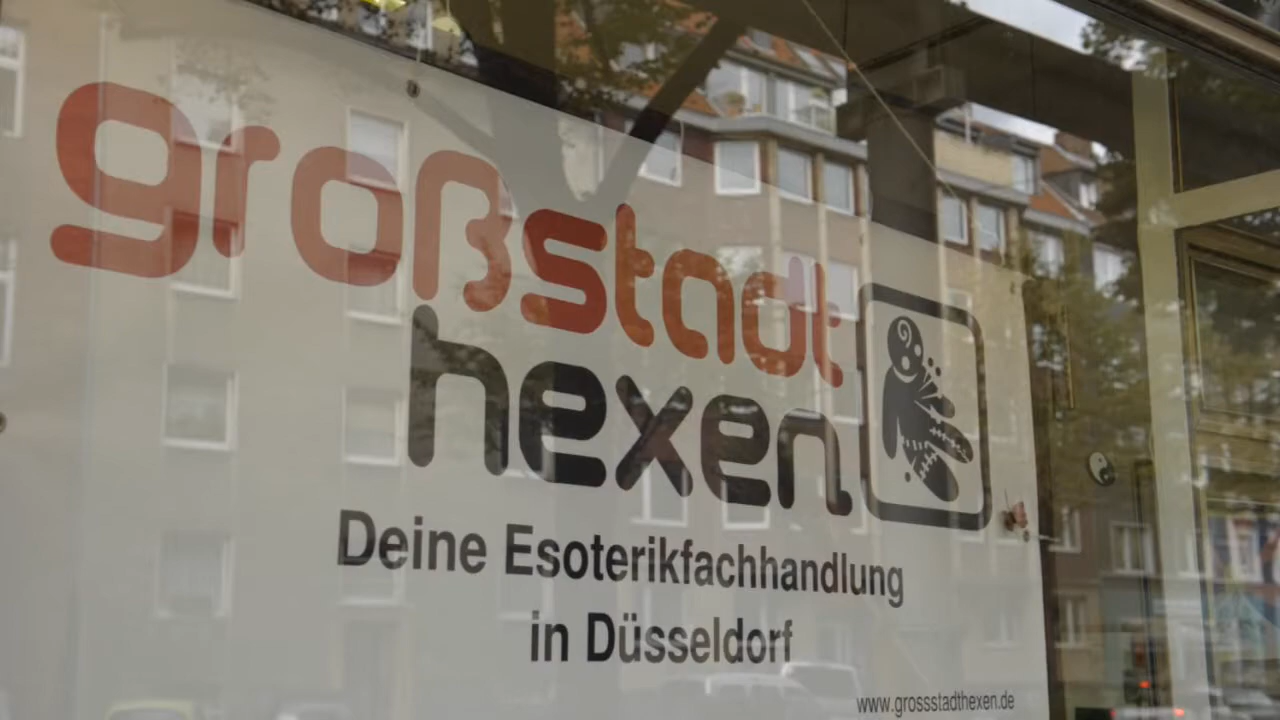 großstadt
hexen
Deine Esoterikfachhandlung
in Düsseldorf
www.grossstadthexen.de